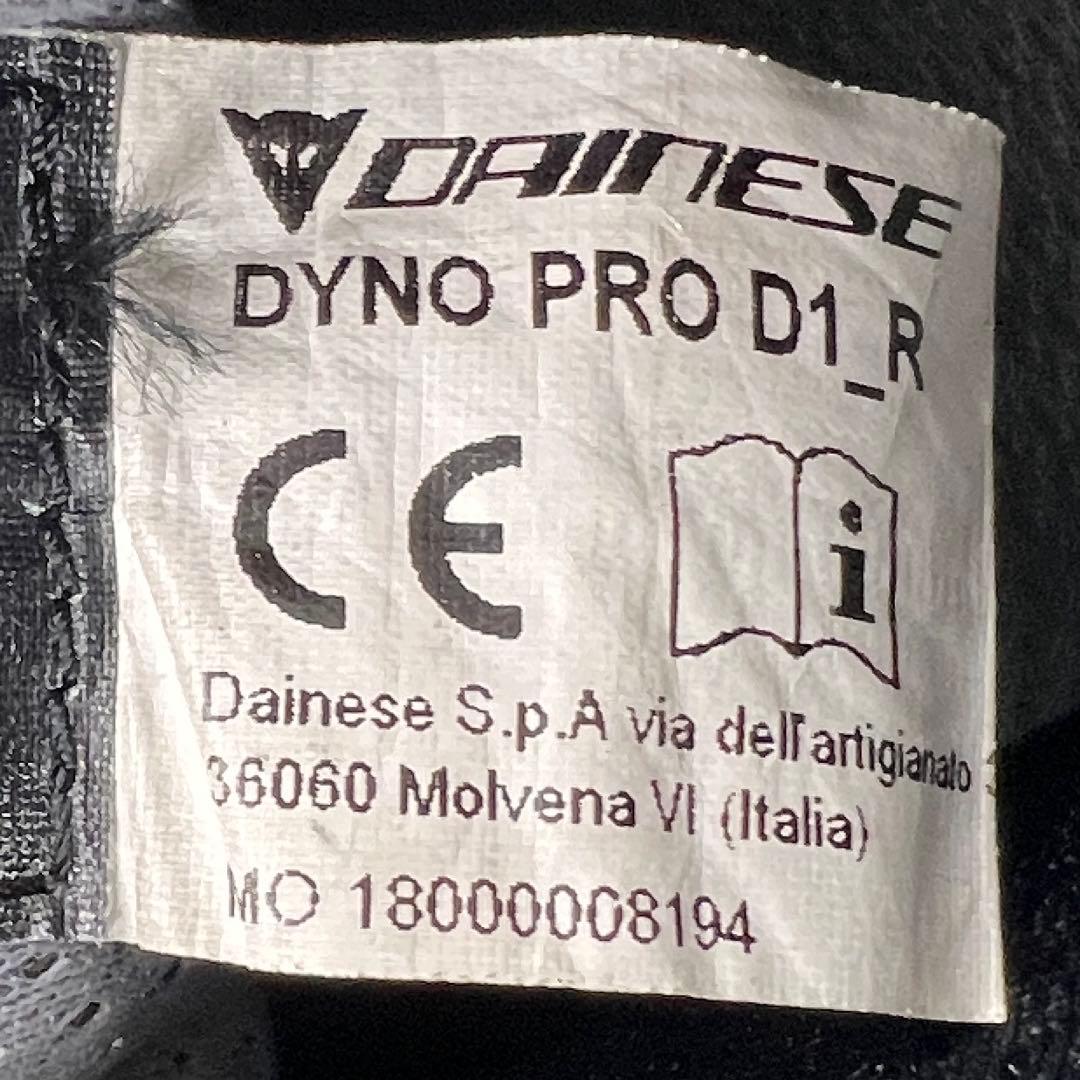 DAINESE
DYNO PRO D1_R
CE
i
Dainese S.p.A via dell'artigianato
36060 Molvena VI (Italia)
MO 18000008194